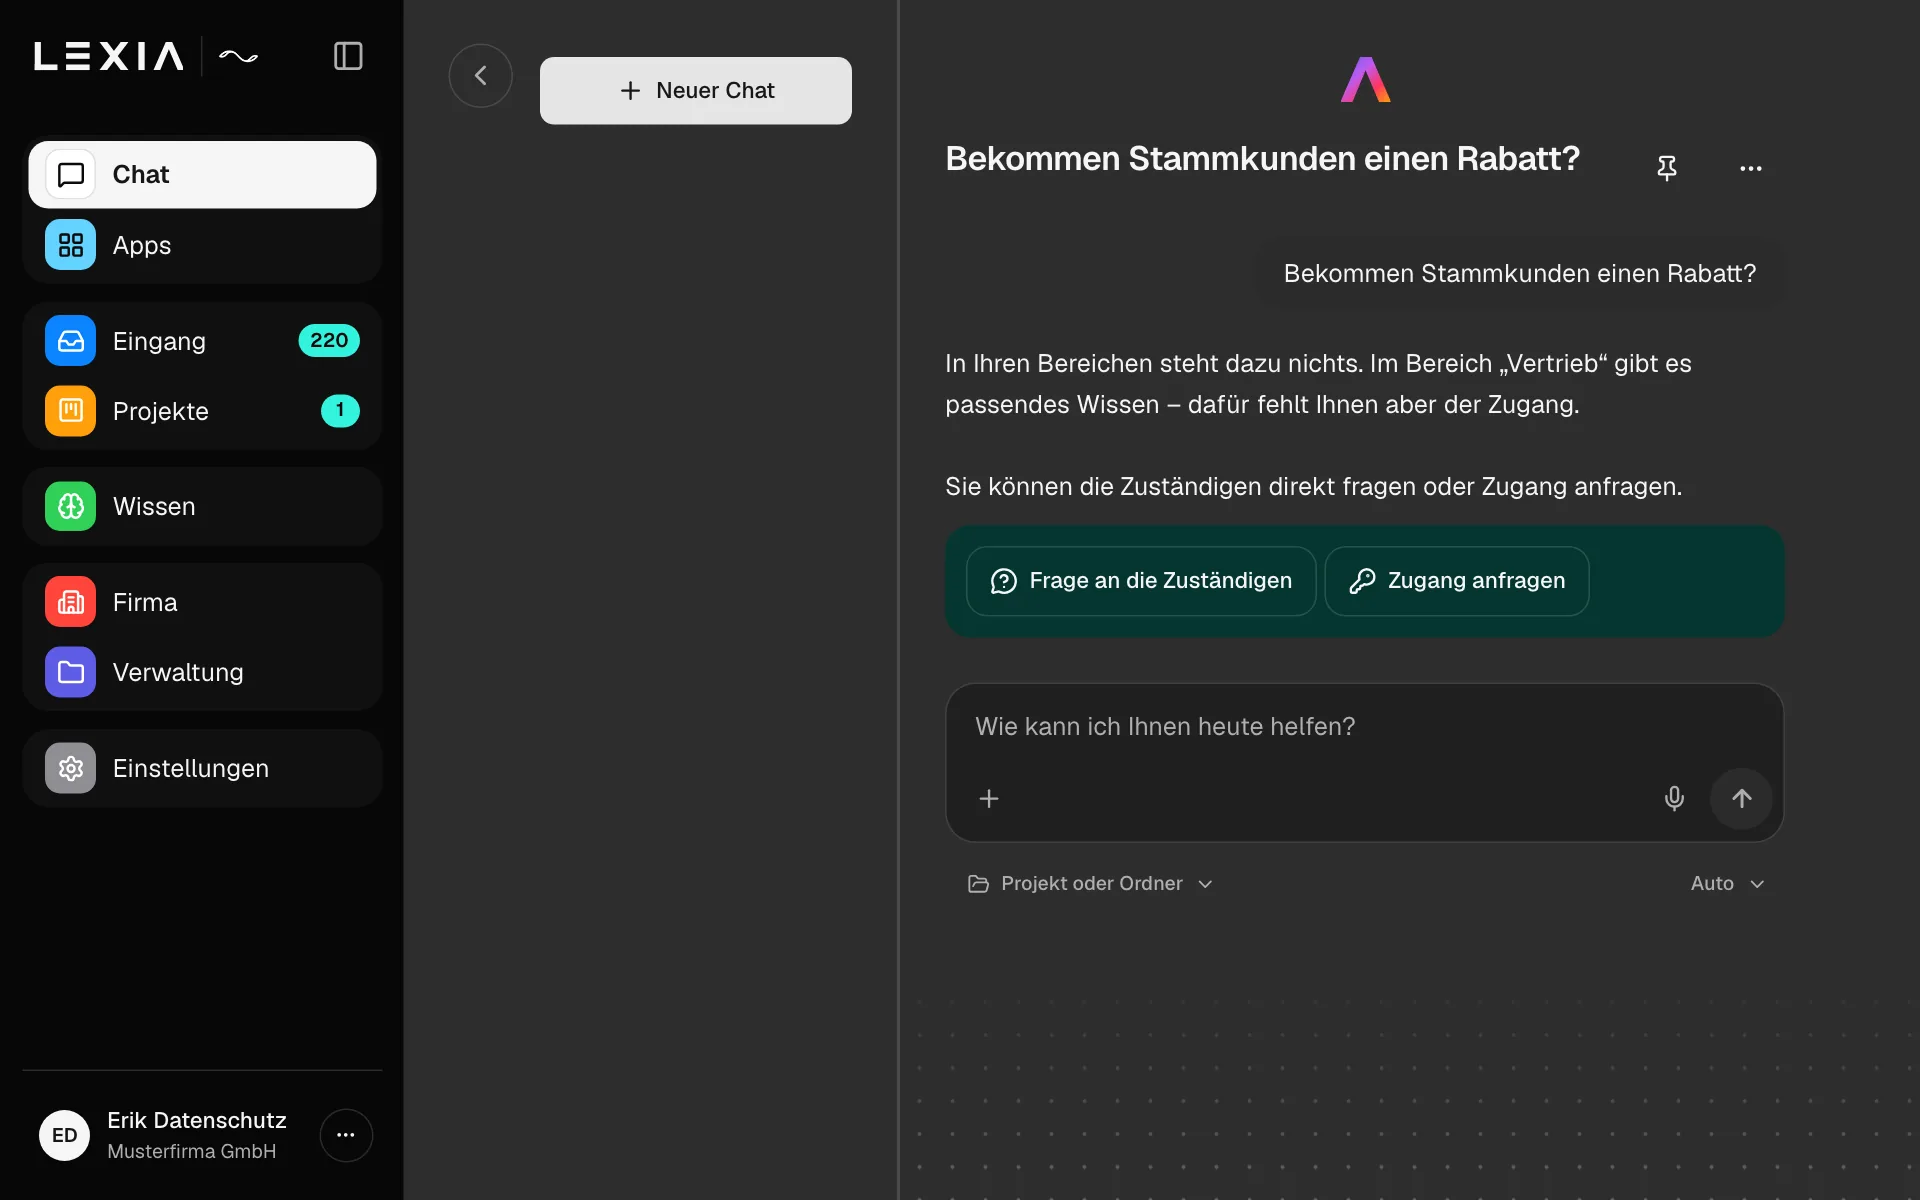 LEXIA
Chat
Apps
Eingang 220
Projekte 1
Wissen
Firma
Verwaltung
Einstellungen
ED
Erik Datenschutz
Musterfirma GmbH
Neuer Chat
Bekommen Stammkunden einen Rabatt?
Bekommen Stammkunden einen Rabatt?
In Ihren Bereichen steht dazu nichts. Im Bereich „Vertrieb“ gibt es
passendes Wissen – dafür fehlt Ihnen aber der Zugang.
Sie können die Zuständigen direkt fragen oder Zugang anfragen.
Frage an die Zuständigen
Zugang anfragen
Wie kann ich Ihnen heute helfen?
Projekt oder Ordner
Auto